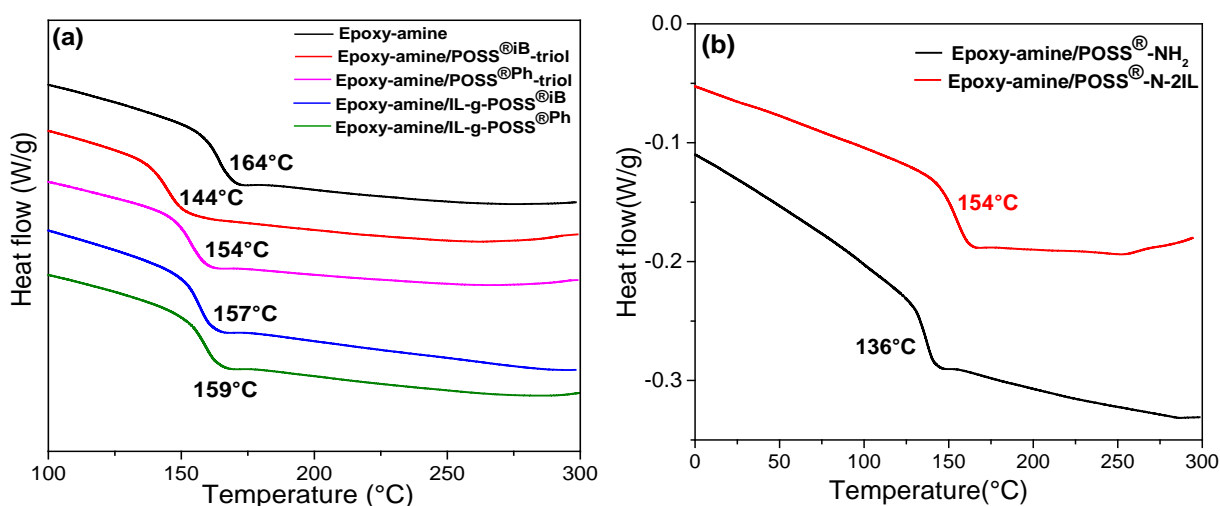 (a)
Epoxy-amine
Epoxy-amine/POSS®iB-triol
Epoxy-amine/POSS®Ph-triol
Epoxy-amine/IL-g-POSS®iB
Epoxy-amine/IL-g-POSS®Ph
164°C
144°C
154°C
157°C
159°C
Heat flow (W/g)
100 150 200 250 300
Temperature (°C)
(b)
Epoxy-amine/POSS®-NH2
Epoxy-amine/POSS®-N-2IL
0.0
-0.1
-0.2
-0.3
154°C
136°C
Heat flow(W/g)
0 50 100 150 200 250 300
Temperature(°C)